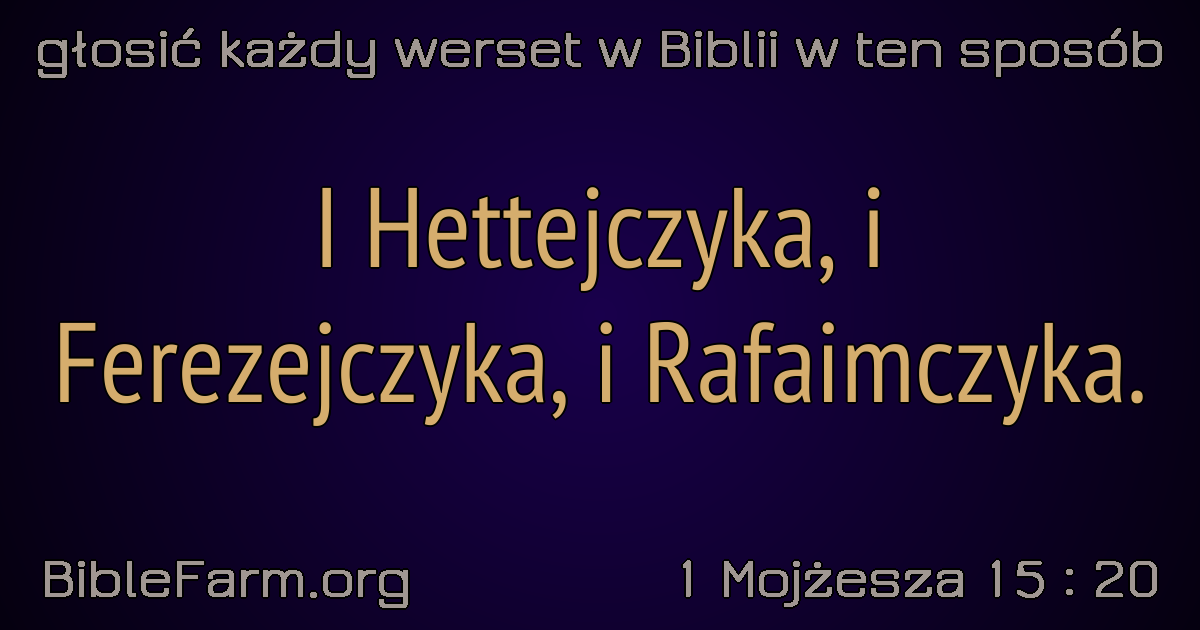 głosić każdy werset w Biblii w ten sposób
I Hettejczyka, i
Ferezejczyka, i Rafaimczyka.
BibleFarm.org
1 Mojżesza 15 : 20